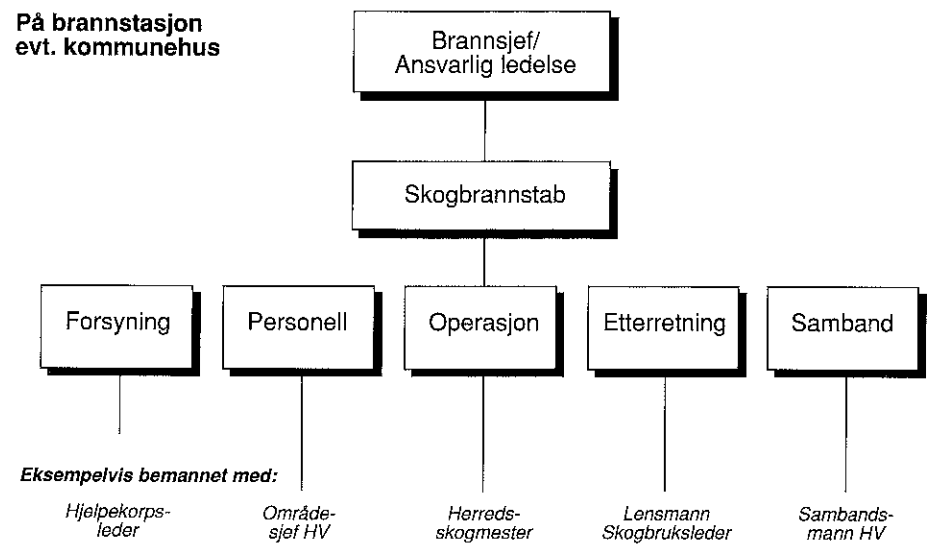 På brannstasjon
evt. kommunehus
Brannsjef/
Ansvarlig ledelse
Skogbrannstab
Forsyning
Personell
Operasjon
Etterretning
Samband
Eksempelvis bemannet med:
Hjelpekorps-
leder
Område-
sjef HV
Herreds-
skogmester
Lensmann
Skogbruksleder
Sambands-
mann HV